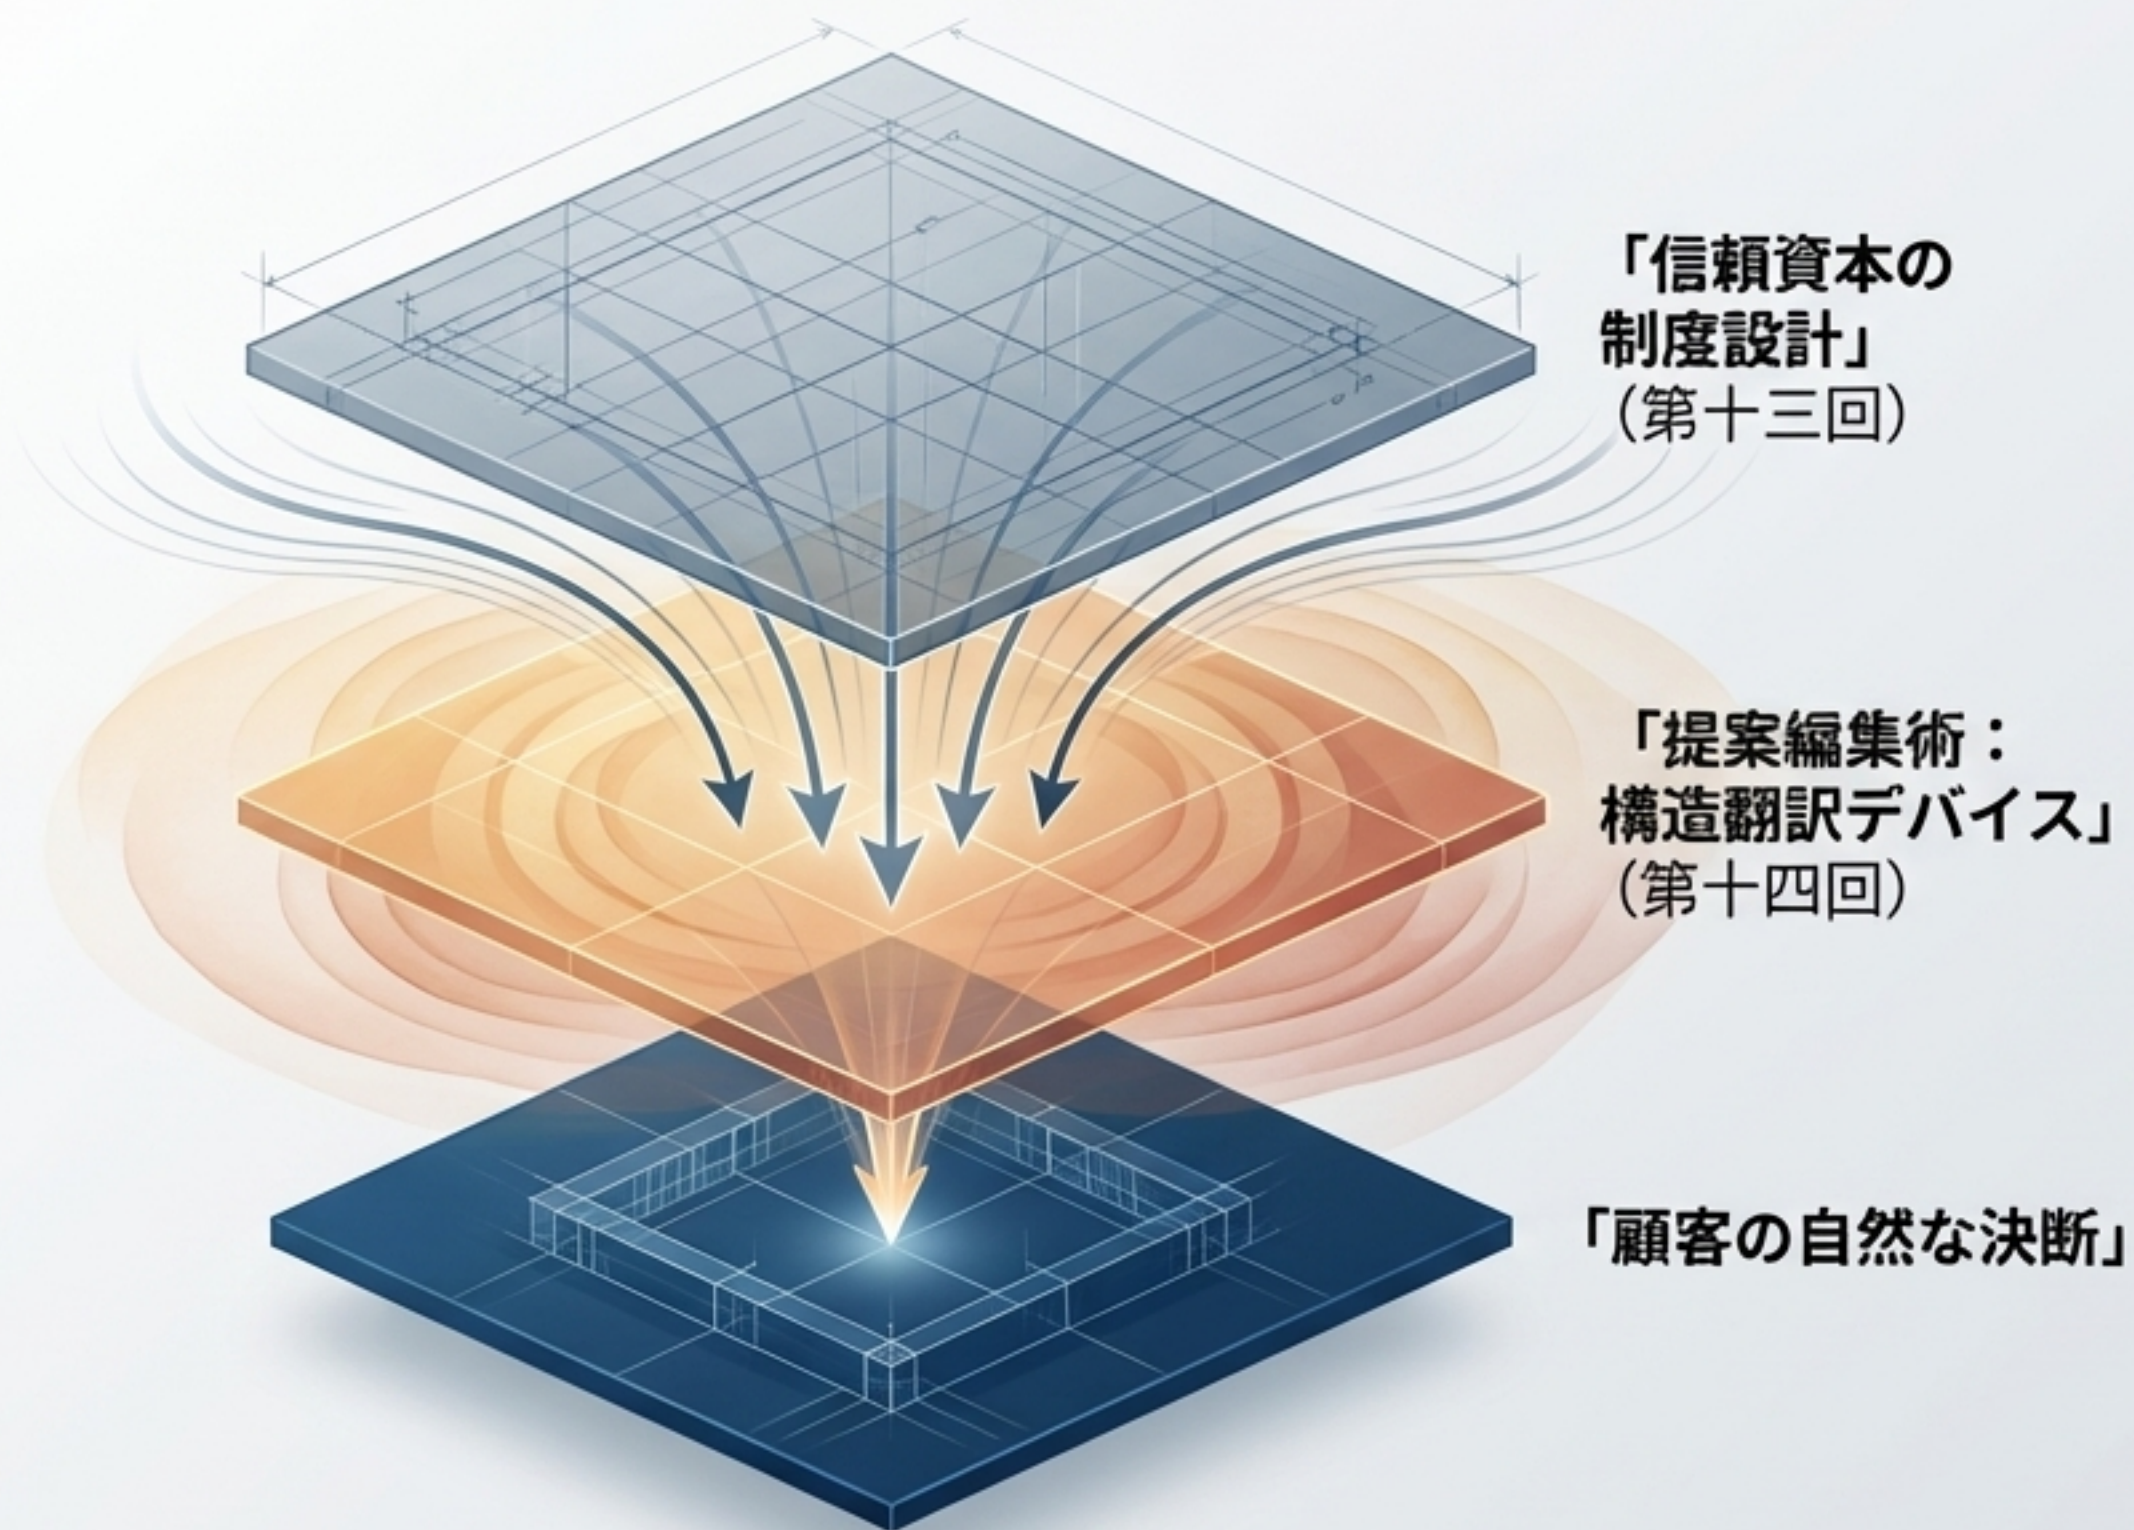 「信頼資本の
制度設計」
（第十三回）
「提案編集術：
構造翻訳デバイス」
（第十四回）
「顧客の自然な決断」